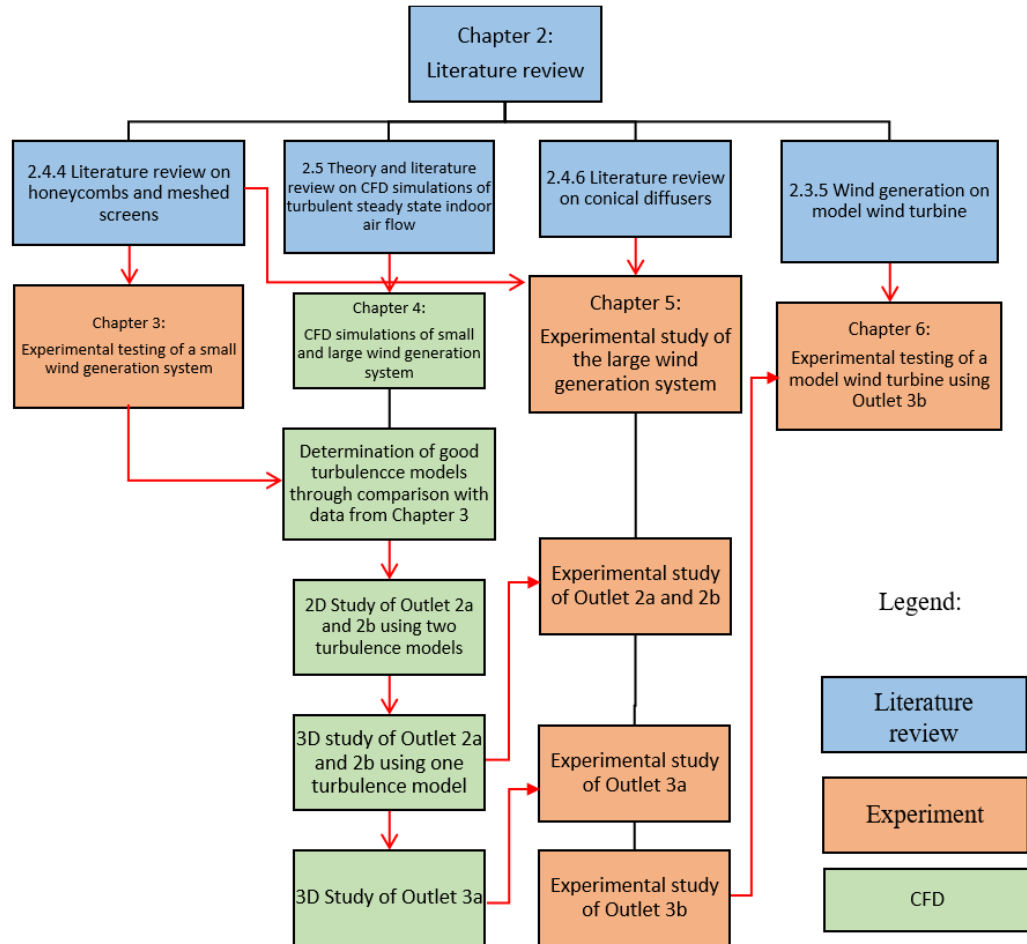 Chapter 2:
Literature review
2.4.4 Literature review on
honeycombs and meshed
screens
2.5 Theory and literature
review on CFD simulations of
turbulent steady state indoor
air flow
2.4.6 Literature review
on conical diffusers
2.3.5 Wind generation on
model wind turbine
Chapter 3:
Experimental testing of a small
wind generation system
Chapter 4:
CFD simulations of small
and large wind generation
system
Chapter 5:
Experimental study of
the large wind
generation system
Chapter 6:
Experimental testing of a
model wind turbine using
Outlet 3b
Determination of good
turbulencce models
through comparison with
data from Chapter 3
2D Study of Outlet 2a
and 2b using two
turbulence models
Experimental study
of Outlet 2a and 2b
3D study of Outlet 2a
and 2b using one
turbulence model
Experimental study
of Outlet 3a
3D Study of Outlet 3a
Experimental study
of Outlet 3b
Legend:
Literature
review
Experiment
CFD